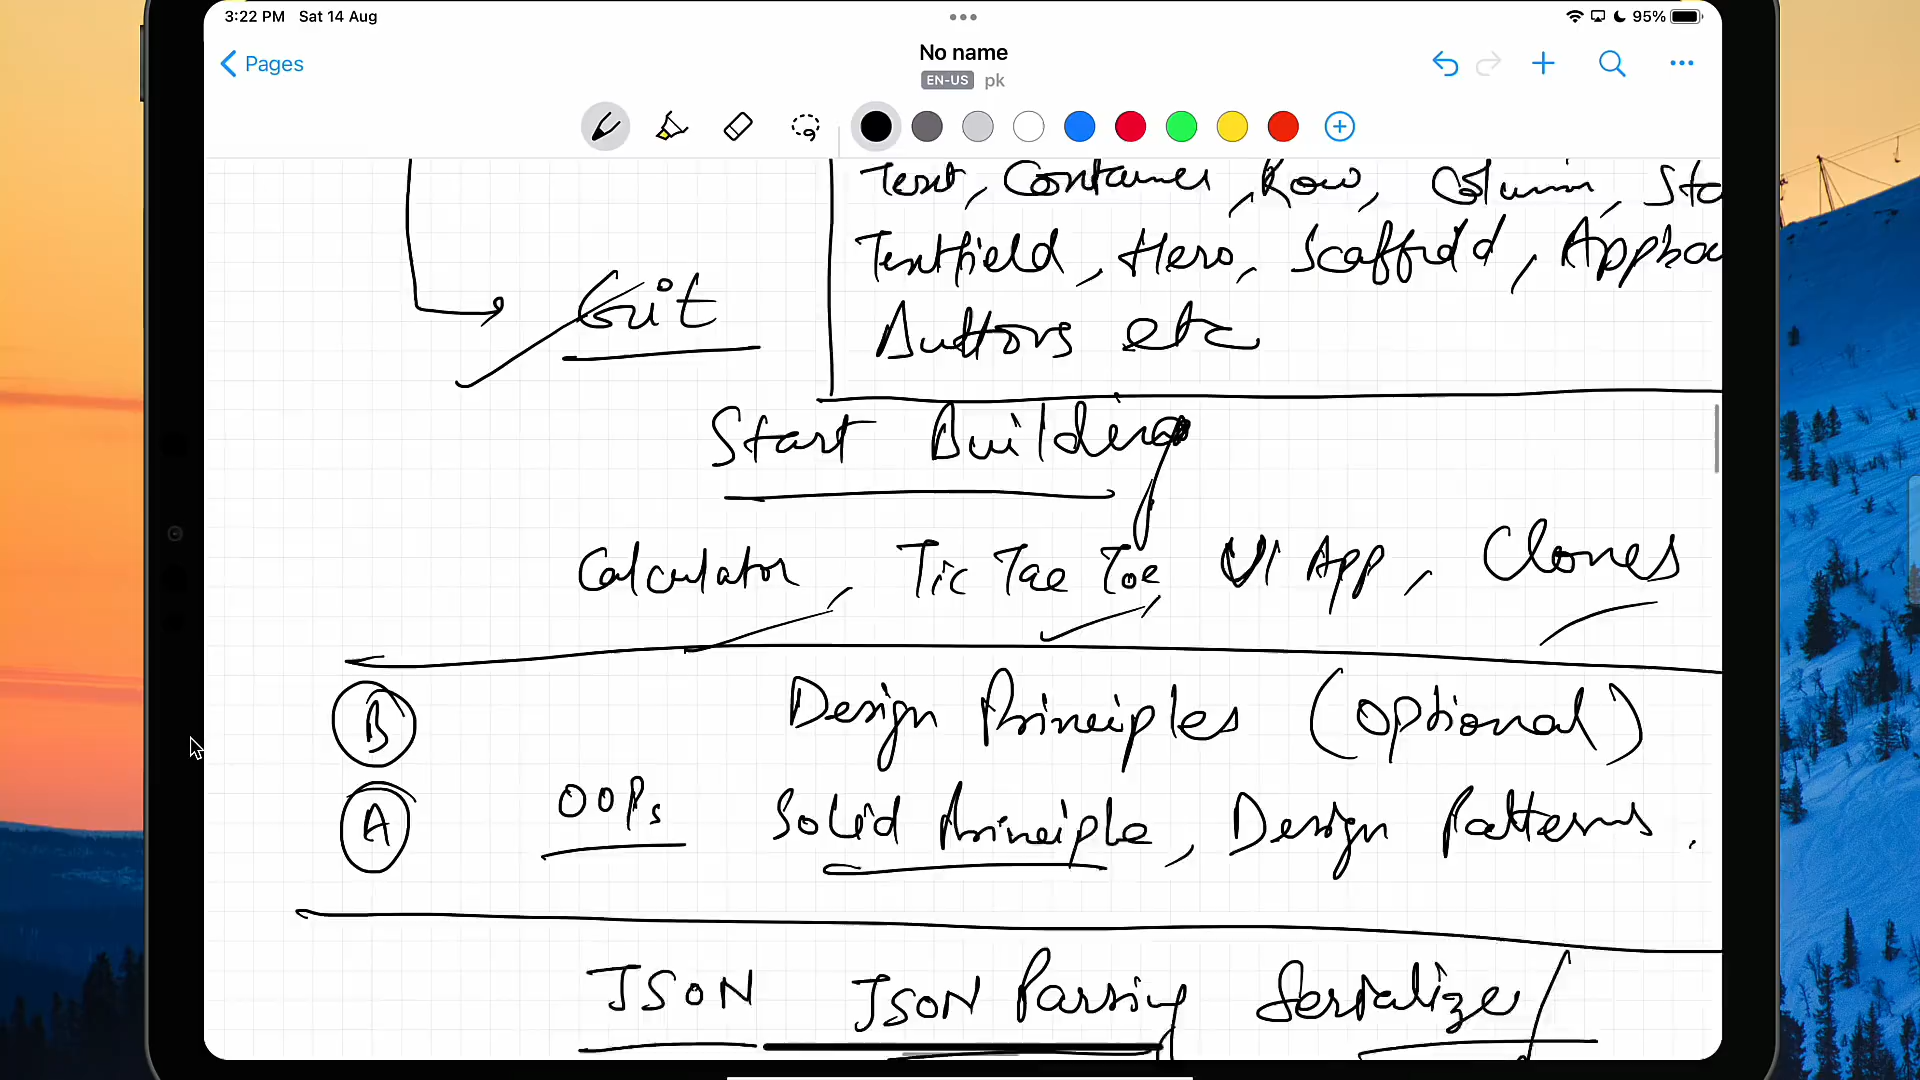 3:22 PM Sat 14 Aug
95%
Pages
No name
EN-US pk
Text, Container, Row, Column, Sta
Textfield, Hero, Scaffold, Appba
Git
Buttons etc
Start Building
Calculator, Tic Tac Toe, UI App, Clones
B Design Principles (optional)
A OOPs Solid Principle, Design Patterns.
JSON JSON Parsing Serialize/